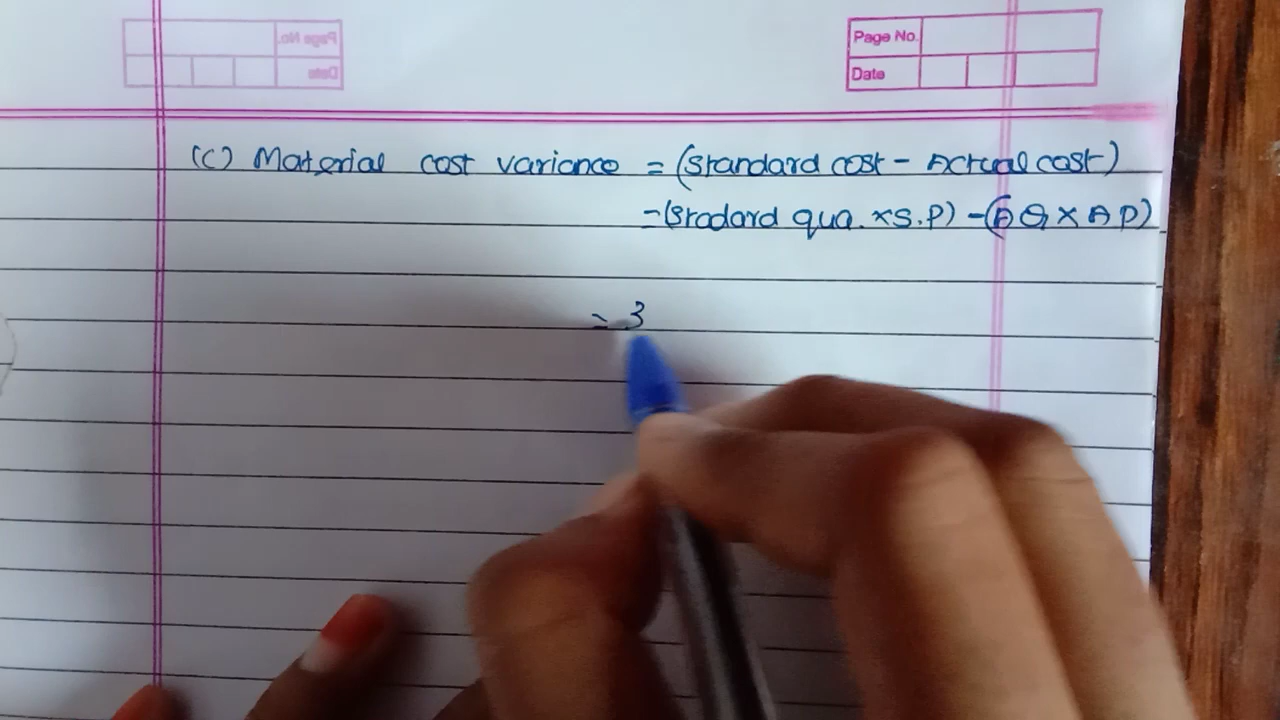 Page No.
Date
(C) Material cost variance = (Standard cost - Actual cost)
= (Stadard qua. x S.P) - (A Q X A P)
= 3